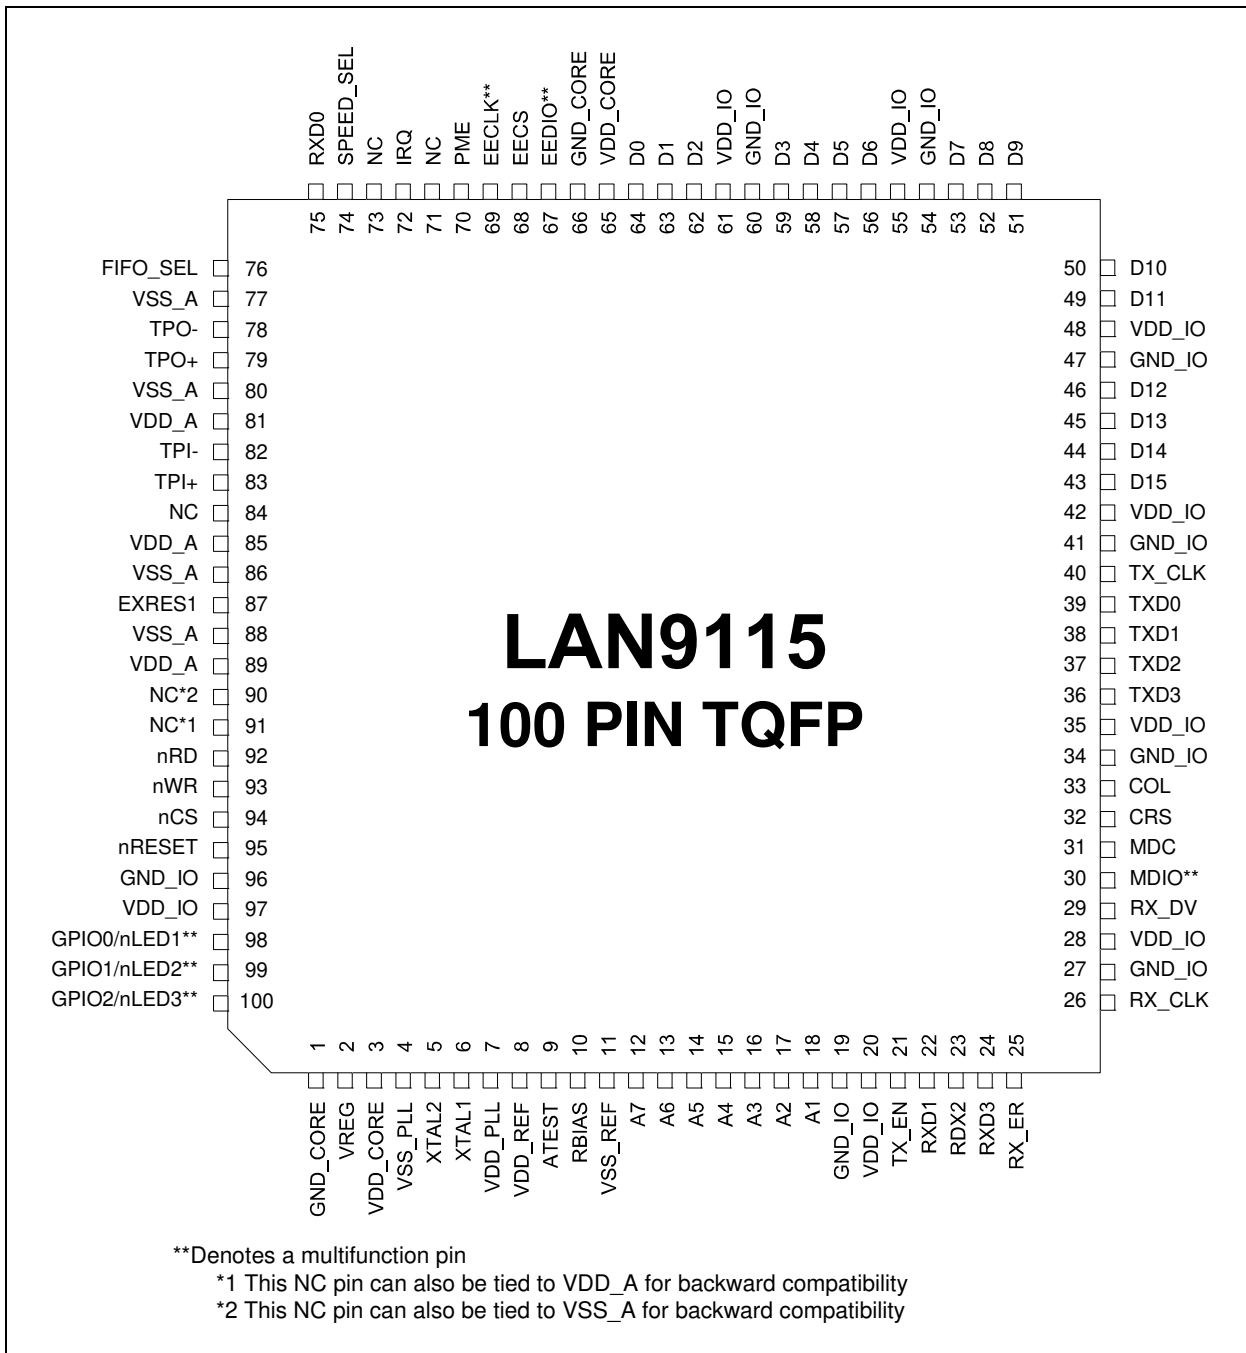 RXD0
SPEED_SEL
NC
IRQ
NC
PME
EECLK**
EECS
EEDIO**
GND_CORE
VDD_CORE
D0
D1
D2
VDD_IO
GND_IO
D3
D4
D5
D6
VDD_IO
GND_IO
D7
D8
D9
75
74
73
72
71
70
69
68
67
66
65
64
63
62
61
60
59
58
57
56
55
54
53
52
51
FIFO_SEL 76
VSS_A 77
TPO- 78
TPO+ 79
VSS_A 80
VDD_A 81
TPI- 82
TPI+ 83
NC 84
VDD_A 85
VSS_A 86
EXRES1 87
VSS_A 88
VDD_A 89
NC*2 90
NC*1 91
nRD 92
nWR 93
nCS 94
nRESET 95
GND_IO 96
VDD_IO 97
GPIO0/nLED1** 98
GPIO1/nLED2** 99
GPIO2/nLED3** 100
LAN9115
100 PIN TQFP
50 D10
49 D11
48 VDD_IO
47 GND_IO
46 D12
45 D13
44 D14
43 D15
42 VDD_IO
41 GND_IO
40 TX_CLK
39 TXD0
38 TXD1
37 TXD2
36 TXD3
35 VDD_IO
34 GND_IO
33 COL
32 CRS
31 MDC
30 MDIO**
29 RX_DV
28 VDD_IO
27 GND_IO
26 RX_CLK
1
2
3
4
5
6
7
8
9
10
11
12
13
14
15
16
17
18
19
20
21
22
23
24
25
GND_CORE
VREG
VDD_CORE
VSS_PLL
XTAL2
XTAL1
VDD_PLL
VDD_REF
ATEST
RBIAS
VSS_REF
A7
A6
A5
A4
A3
A2
A1
GND_IO
VDD_IO
TX_EN
RXD1
RDX2
RXD3
RX_ER
**Denotes a multifunction pin
*1 This NC pin can also be tied to VDD_A for backward compatibility
*2 This NC pin can also be tied to VSS_A for backward compatibility